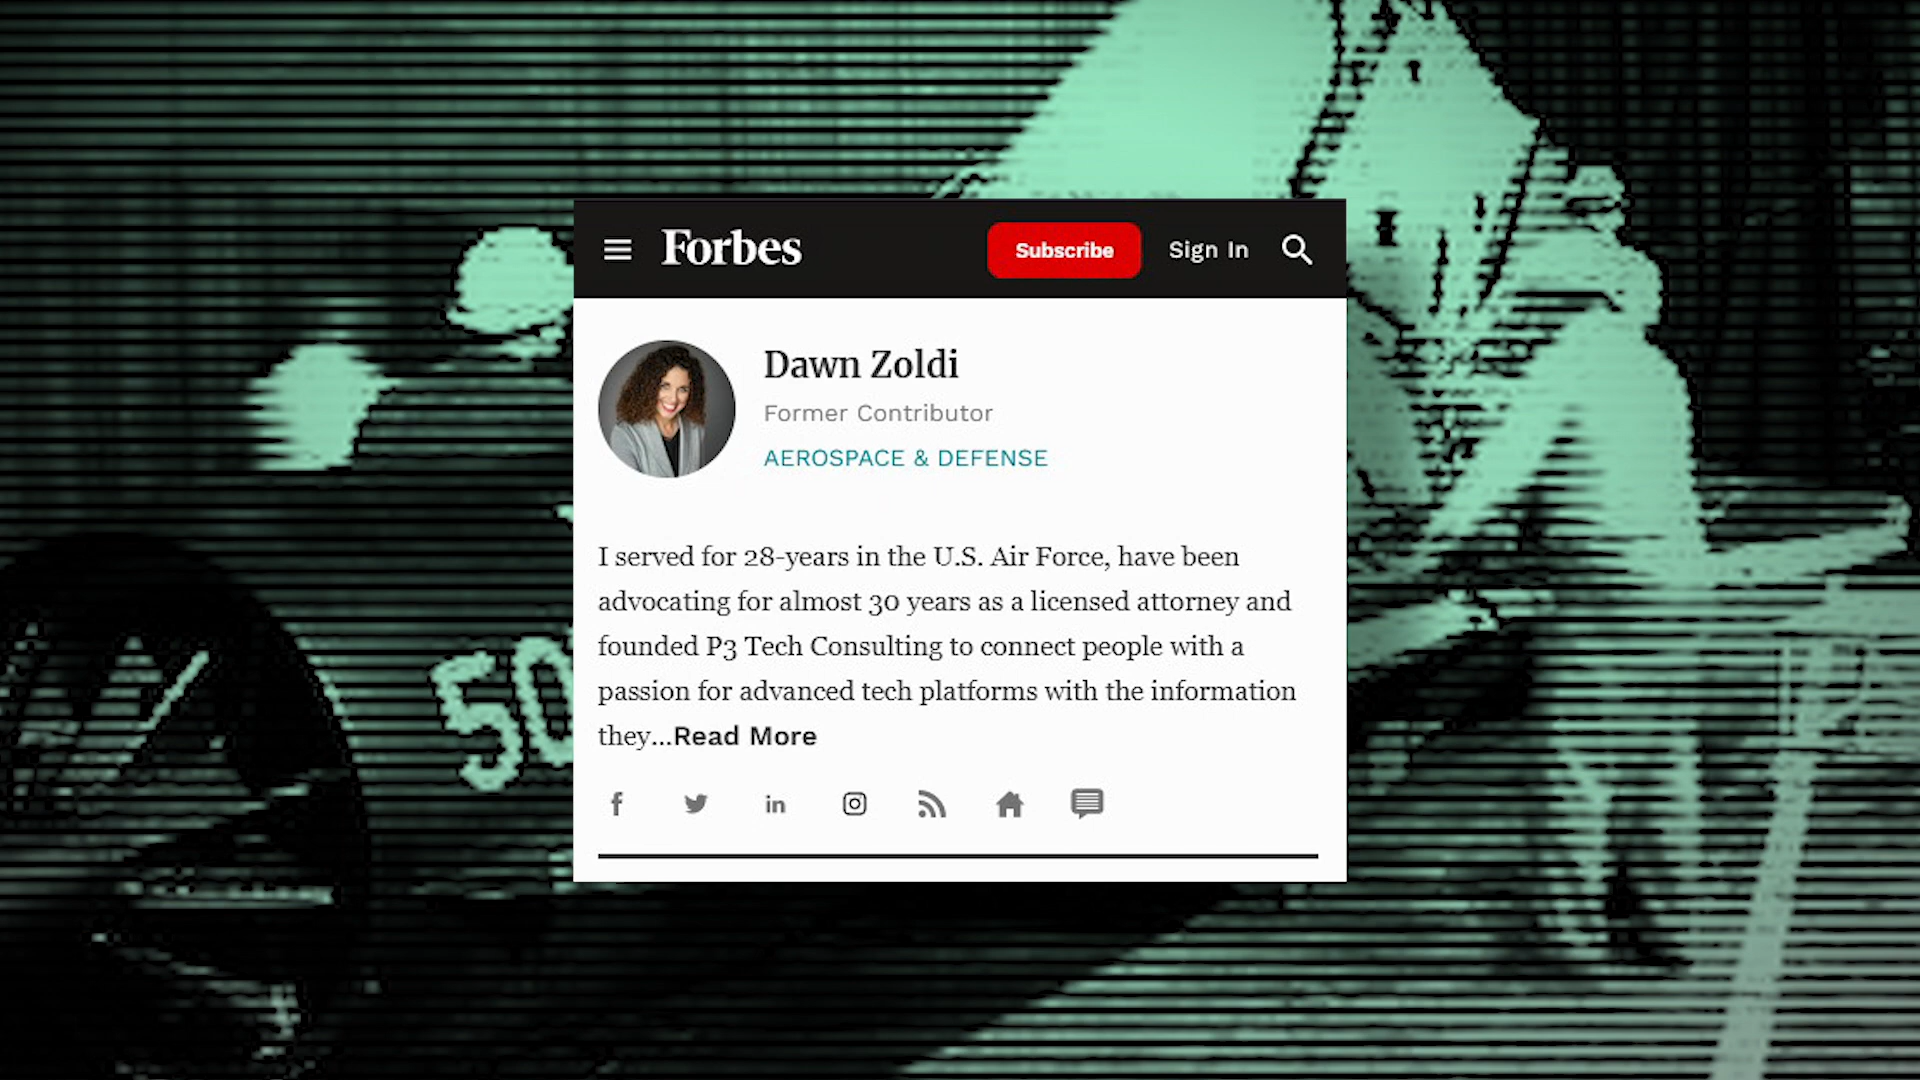 Forbes
Subscribe
Sign In
Dawn Zoldi
Former Contributor
AEROSPACE & DEFENSE
I served for 28-years in the U.S. Air Force, have been
advocating for almost 30 years as a licensed attorney and
founded P3 Tech Consulting to connect people with a
passion for advanced tech platforms with the information
they...Read More
50